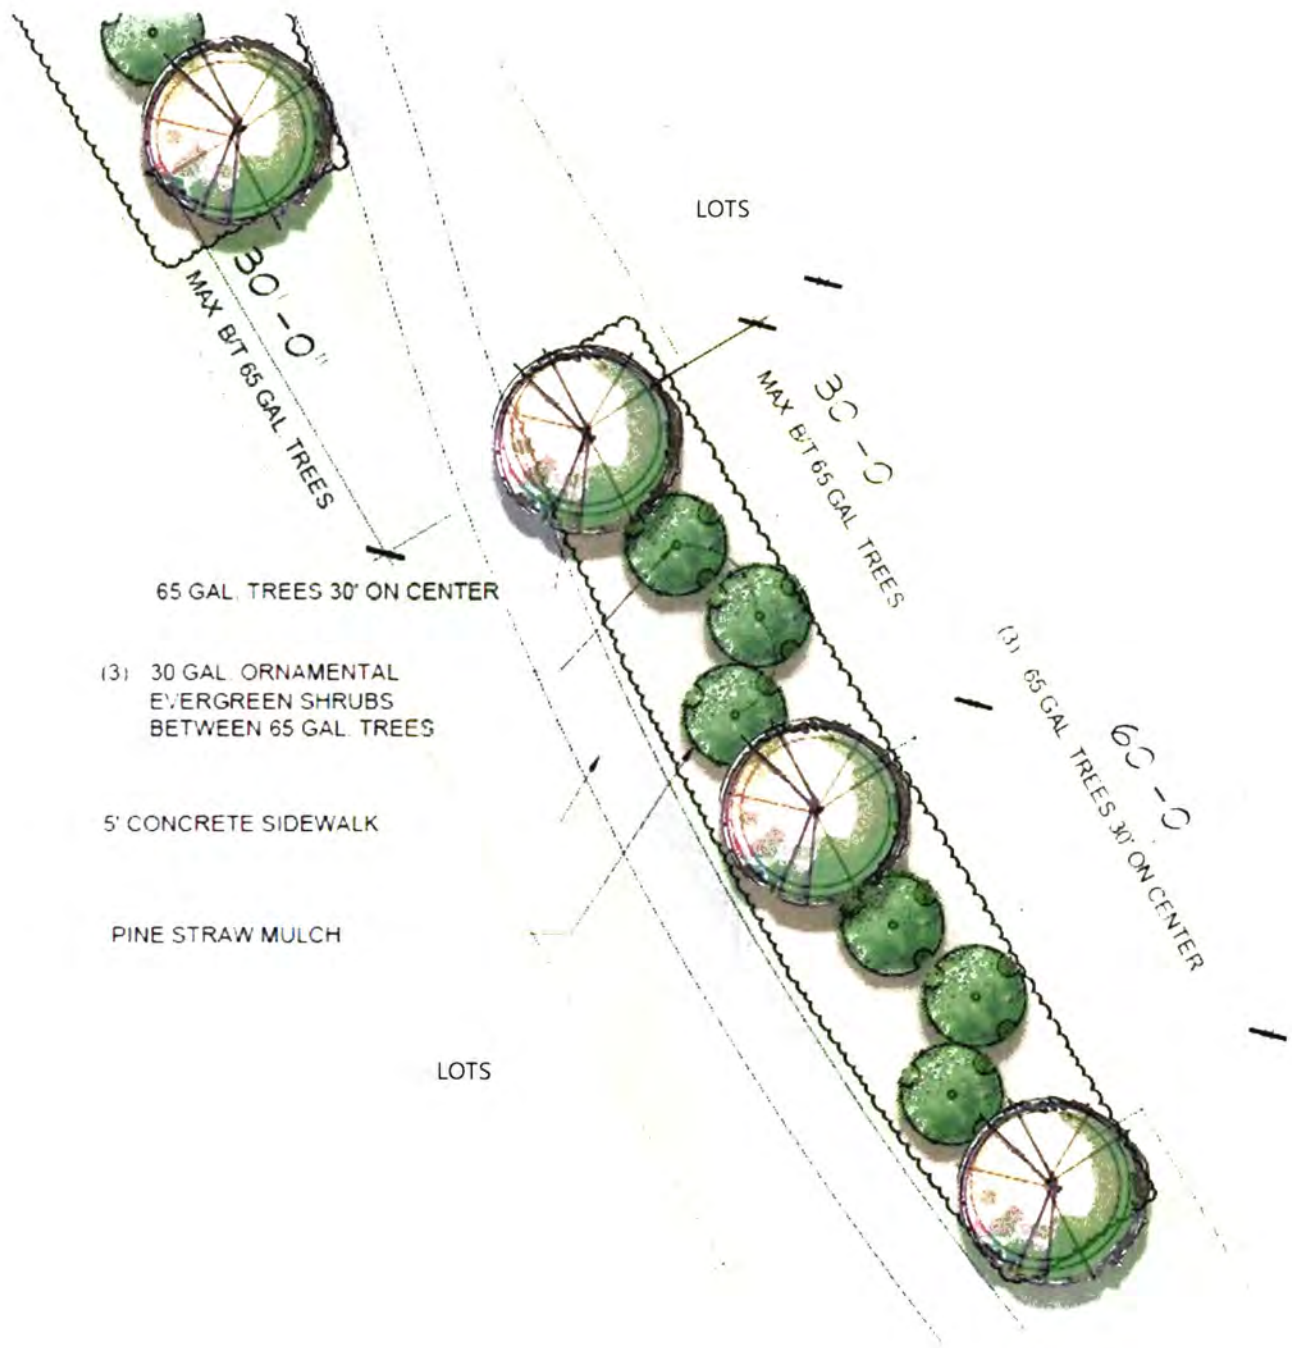 LOTS
30'-0"
MAX B/T 65 GAL. TREES
30-0
MAX B/T 65 GAL. TREES
65 GAL. TREES 30' ON CENTER
(3) 30 GAL. ORNAMENTAL
EVERGREEN SHRUBS
BETWEEN 65 GAL. TREES
60-0
(3) 65 GAL. TREES 30' ON CENTER
5' CONCRETE SIDEWALK
PINE STRAW MULCH
LOTS